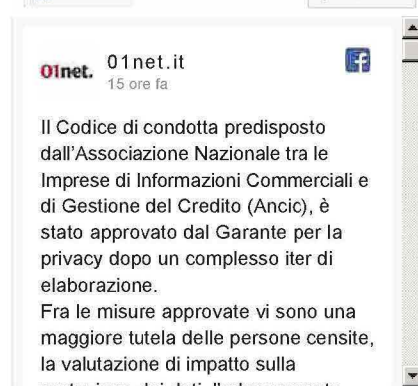 01net.
01net.it
15 ore fa
Il Codice di condotta predisposto
dall'Associazione Nazionale tra le
Imprese di Informazioni Commerciali e
di Gestione del Credito (Ancic), è
stato approvato dal Garante per la
privacy dopo un complesso iter di
elaborazione.
Fra le misure approvate vi sono una
maggiore tutela delle persone censite,
la valutazione di impatto sulla